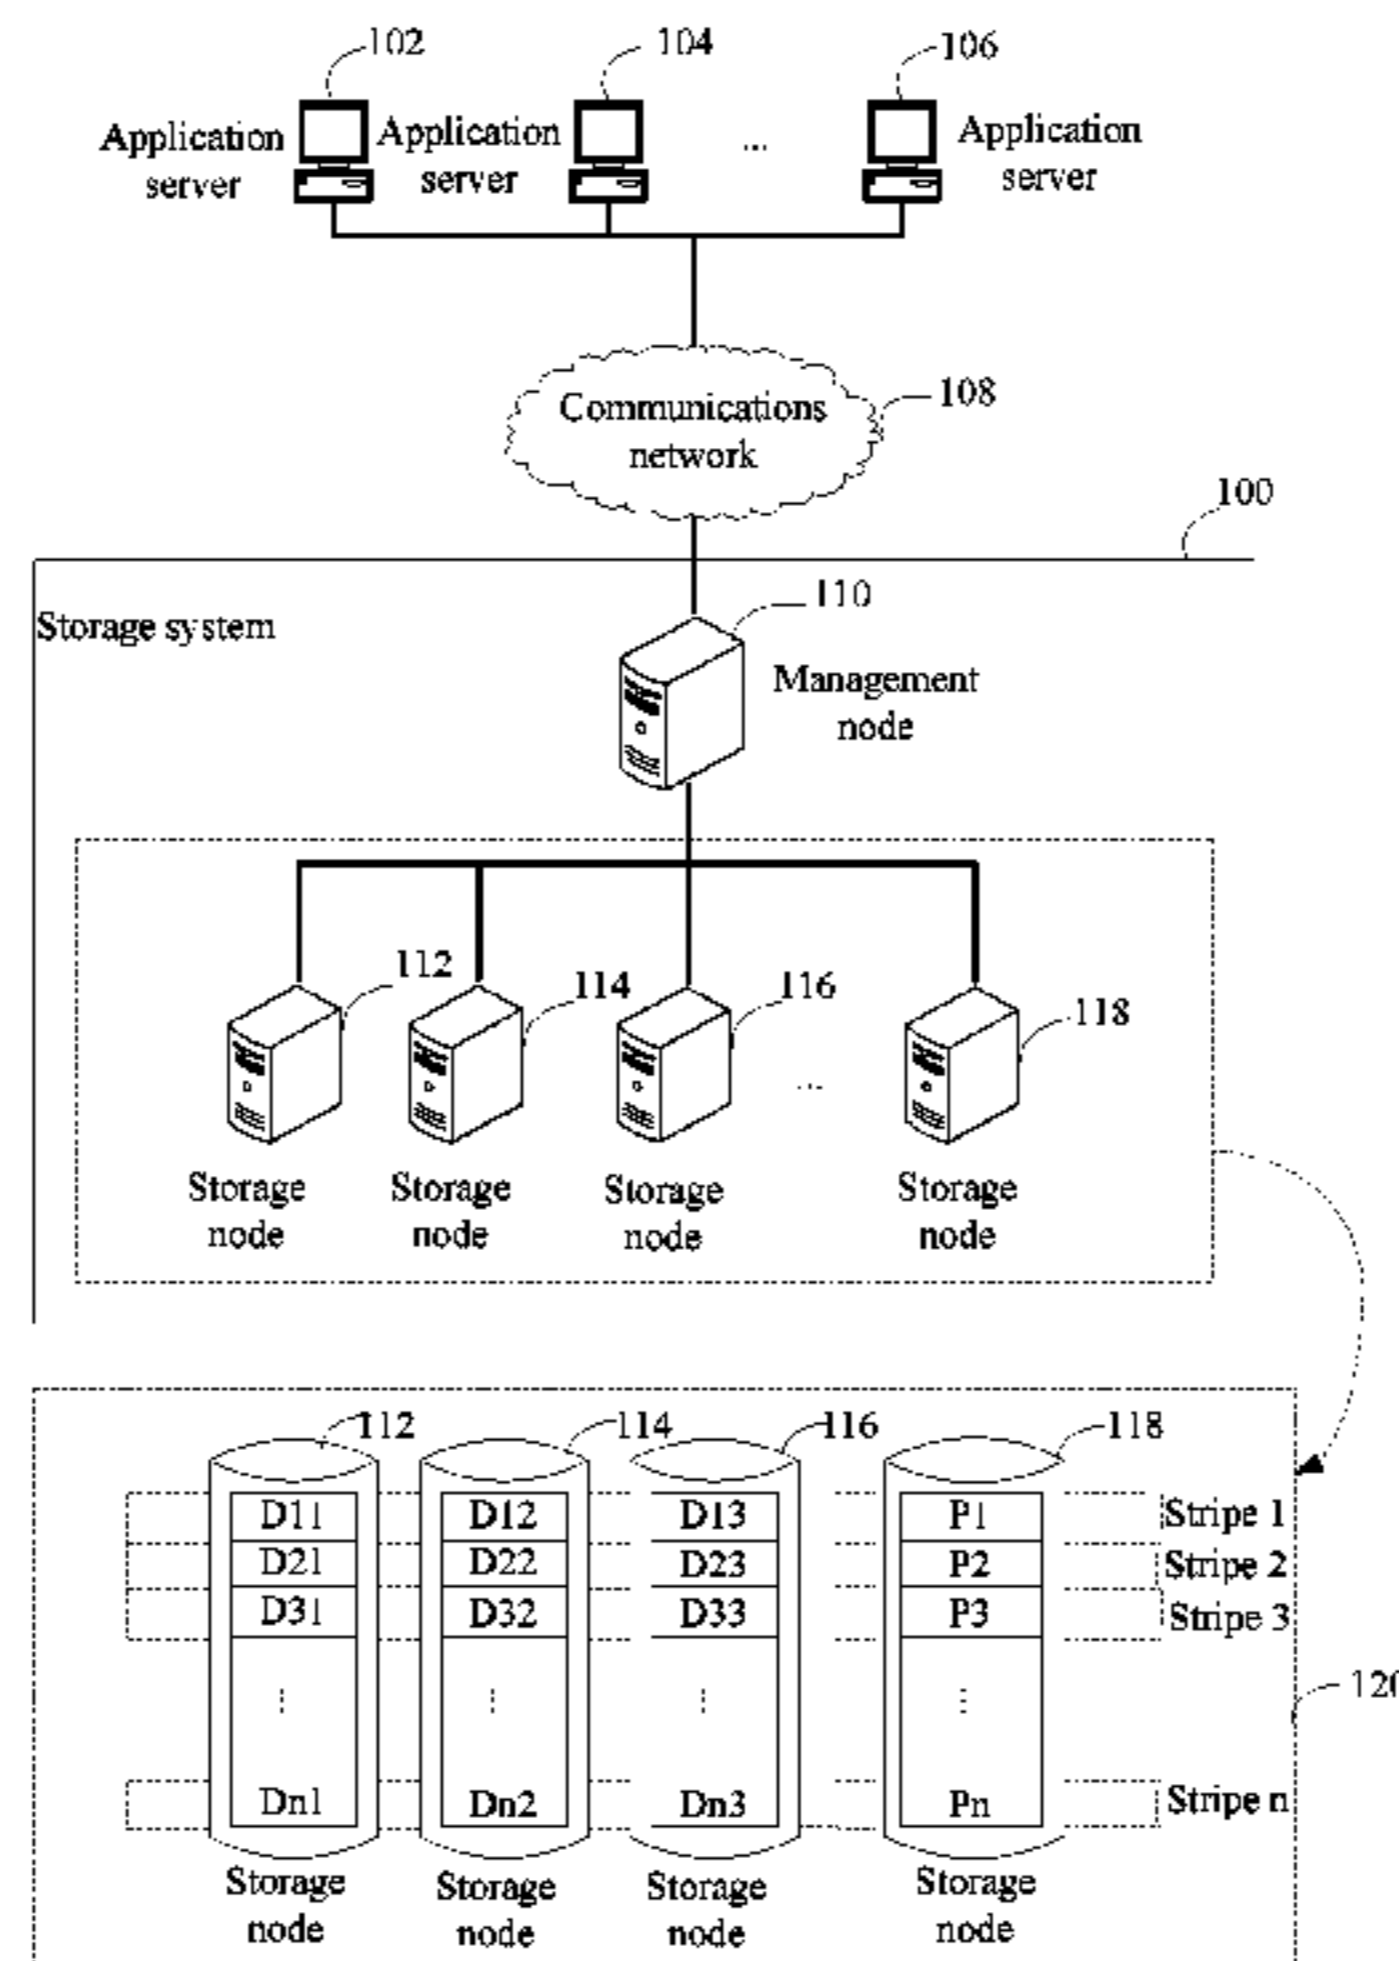 102
104
106
Application
server
Application
server
...
Application
server
Communications
network
108
100
Storage system
110
Management
node
112
114
116
118
...
Storage
node
Storage
node
Storage
node
Storage
node
112
114
116
118
D11 D12 D13 P1 Stripe 1
D21 D22 D23 P2 Stripe 2
D31 D32 D33 P3 Stripe 3
120
Dn1 Dn2 Dn3 Pn Stripe n
Storage
node
Storage
node
Storage
node
Storage
node